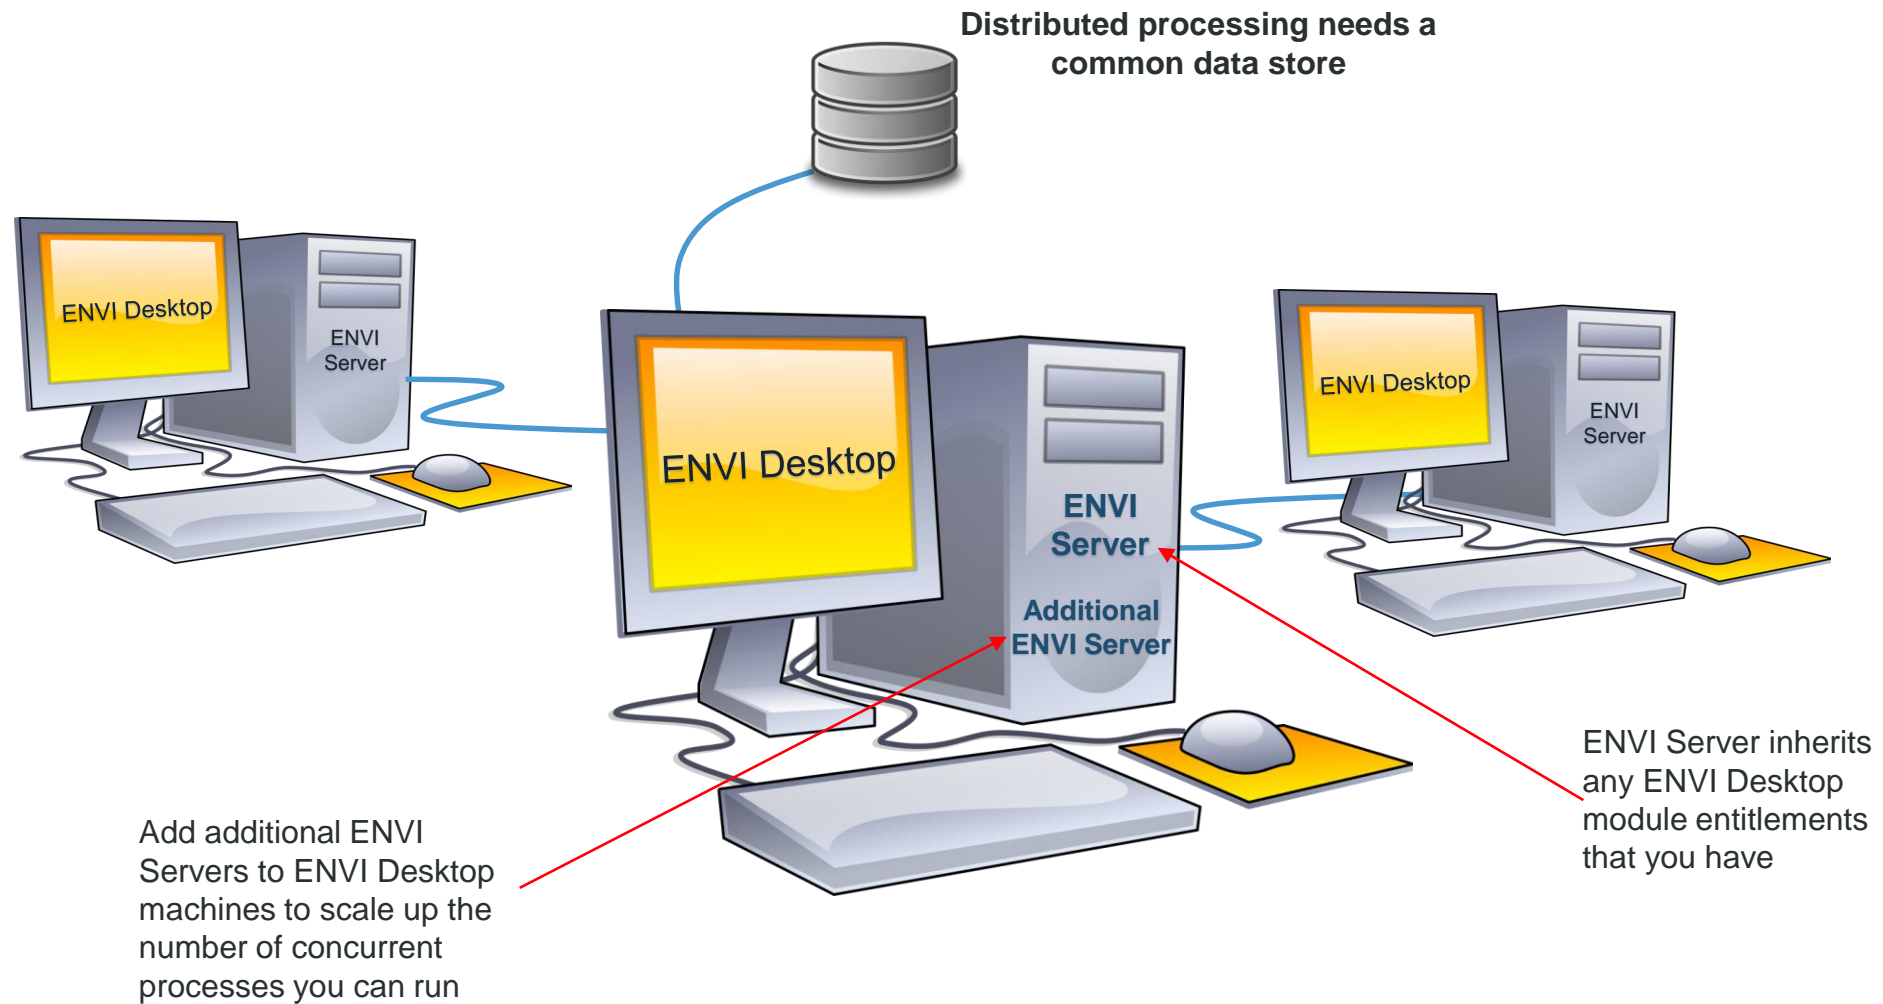 Distributed processing needs a
common data store
ENVI Desktop
ENVI
Server
ENVI Desktop
ENVI
Server
Additional
ENVI Server
ENVI Desktop
ENVI
Server
Add additional ENVI
Servers to ENVI Desktop
machines to scale up the
number of concurrent
processes you can run
ENVI Server inherits
any ENVI Desktop
module entitlements
that you have